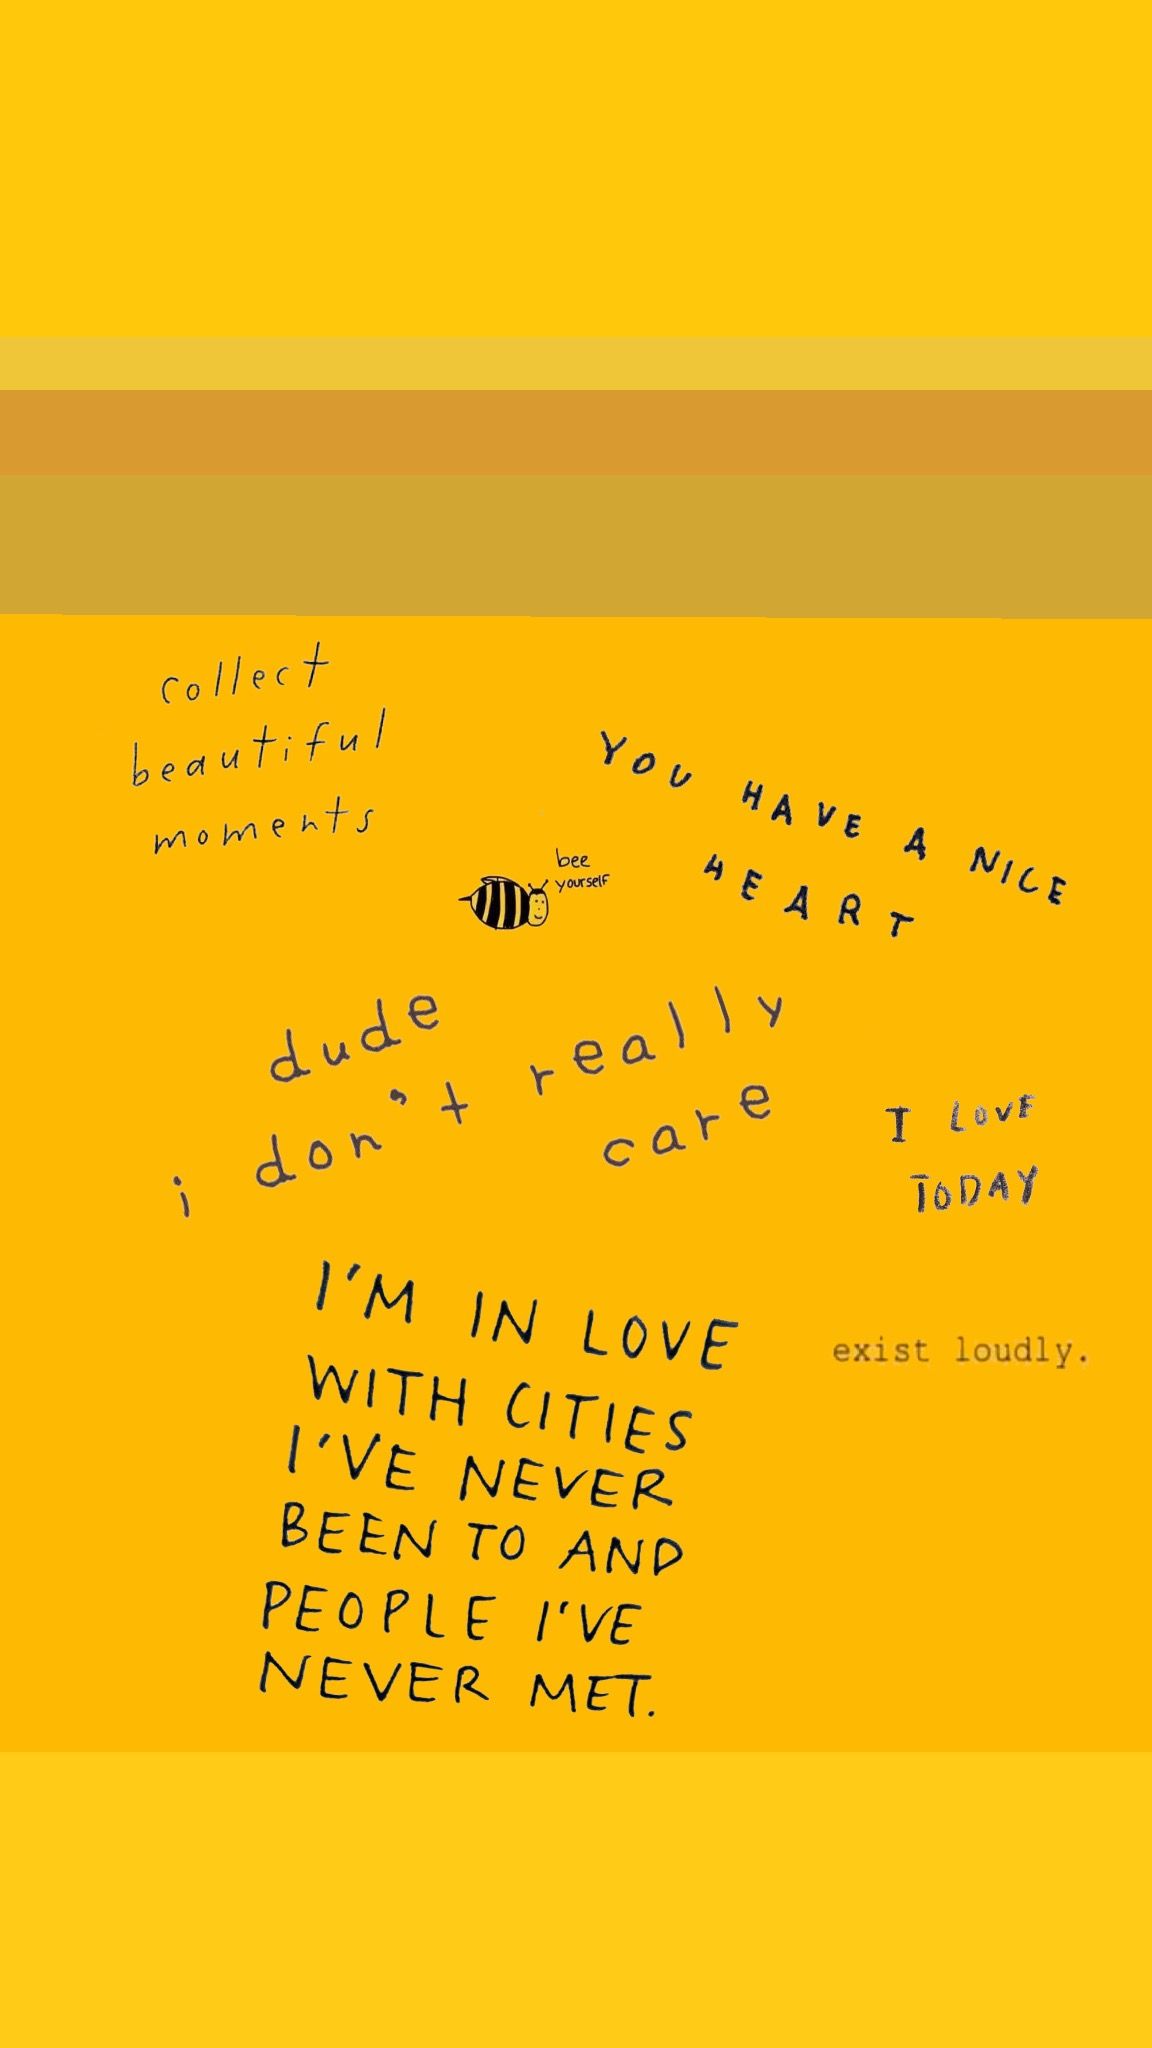 collect
beautiful
moments
YOU HAVE A NICE
HEART
bee
yourself
dude
i don't really
care
I LOVE
TODAY
I'M IN LOVE
WITH CITIES
I'VE NEVER
BEEN TO AND
PEOPLE I'VE
NEVER MET.
exist loudly.